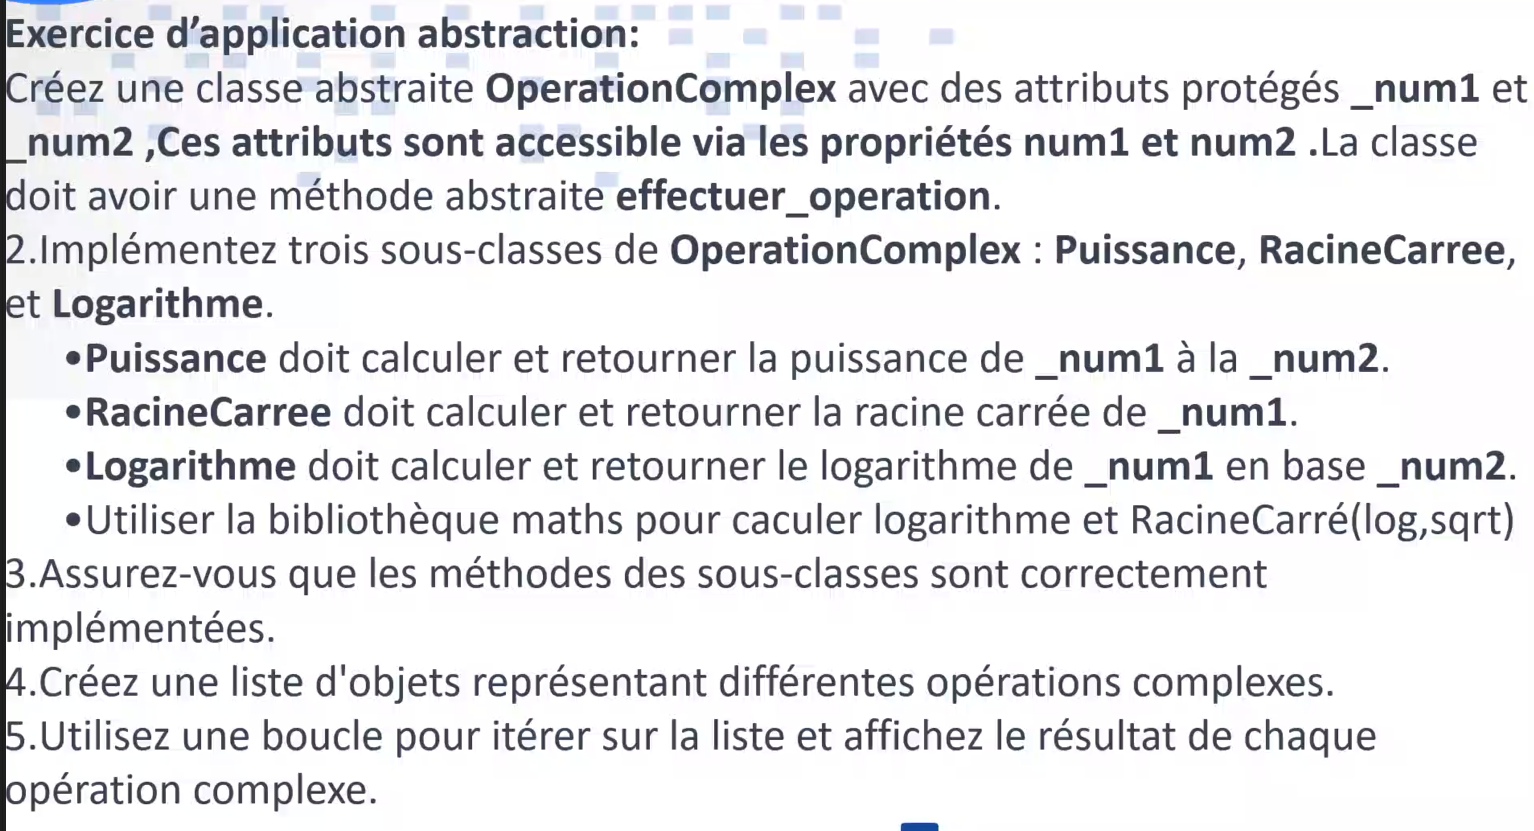 Exercice d’application abstraction:
Créez une classe abstraite OperationComplex avec des attributs protégés _num1 et
_num2 ,Ces attributs sont accessible via les propriétés num1 et num2 .La classe
doit avoir une méthode abstraite effectuer_operation.
2.Implémentez trois sous-classes de OperationComplex : Puissance, RacineCarree,
et Logarithme.
•Puissance doit calculer et retourner la puissance de _num1 à la _num2.
•RacineCarree doit calculer et retourner la racine carrée de _num1.
•Logarithme doit calculer et retourner le logarithme de _num1 en base _num2.
•Utiliser la bibliothèque maths pour caculer logarithme et RacineCarré(log,sqrt)
3.Assurez-vous que les méthodes des sous-classes sont correctement
implémentées.
4.Créez une liste d'objets représentant différentes opérations complexes.
5.Utilisez une boucle pour itérer sur la liste et affichez le résultat de chaque
opération complexe.